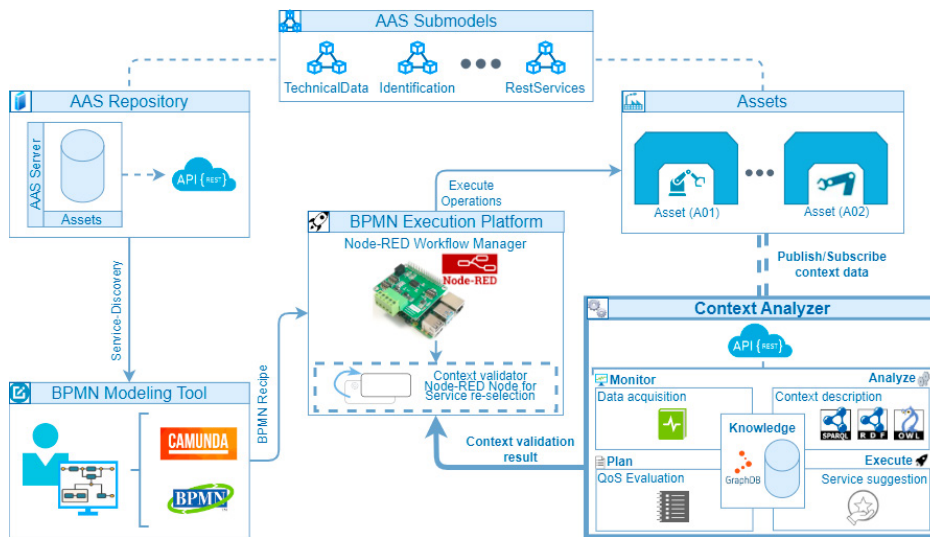 AAS Submodels
TechnicalData
Identification
RestServices
AAS Repository
AAS Server
Assets
API {REST}
Assets
Asset (A01)
Asset (A02)
Execute
Operations
BPMN Execution Platform
Node-RED Workflow Manager
Node-RED
Context validator
Node-RED Node for
Service re-selection
Publish/Subscribe
context data
Service-Discovery
BPMN Recipe
BPMN Modeling Tool
CAMUNDA
BPMN
Context validation
result
Context Analyzer
API {REST}
Monitor
Data acquisition
Analyze
Context description
SPARQL
RDF
OWL
Knowledge
GraphDB
Plan
QoS Evaluation
Execute
Service suggestion